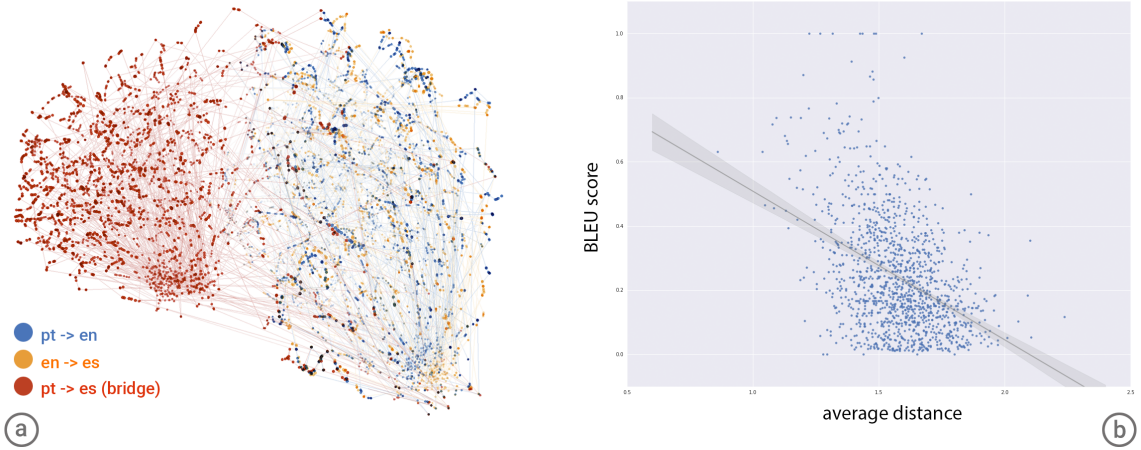 pt -> en
en -> es
pt -> es (bridge)
a
1.0
0.8
0.6
0.4
0.2
0.0
BLEU score
0.5
1.0
1.5
2.0
2.5
average distance
b